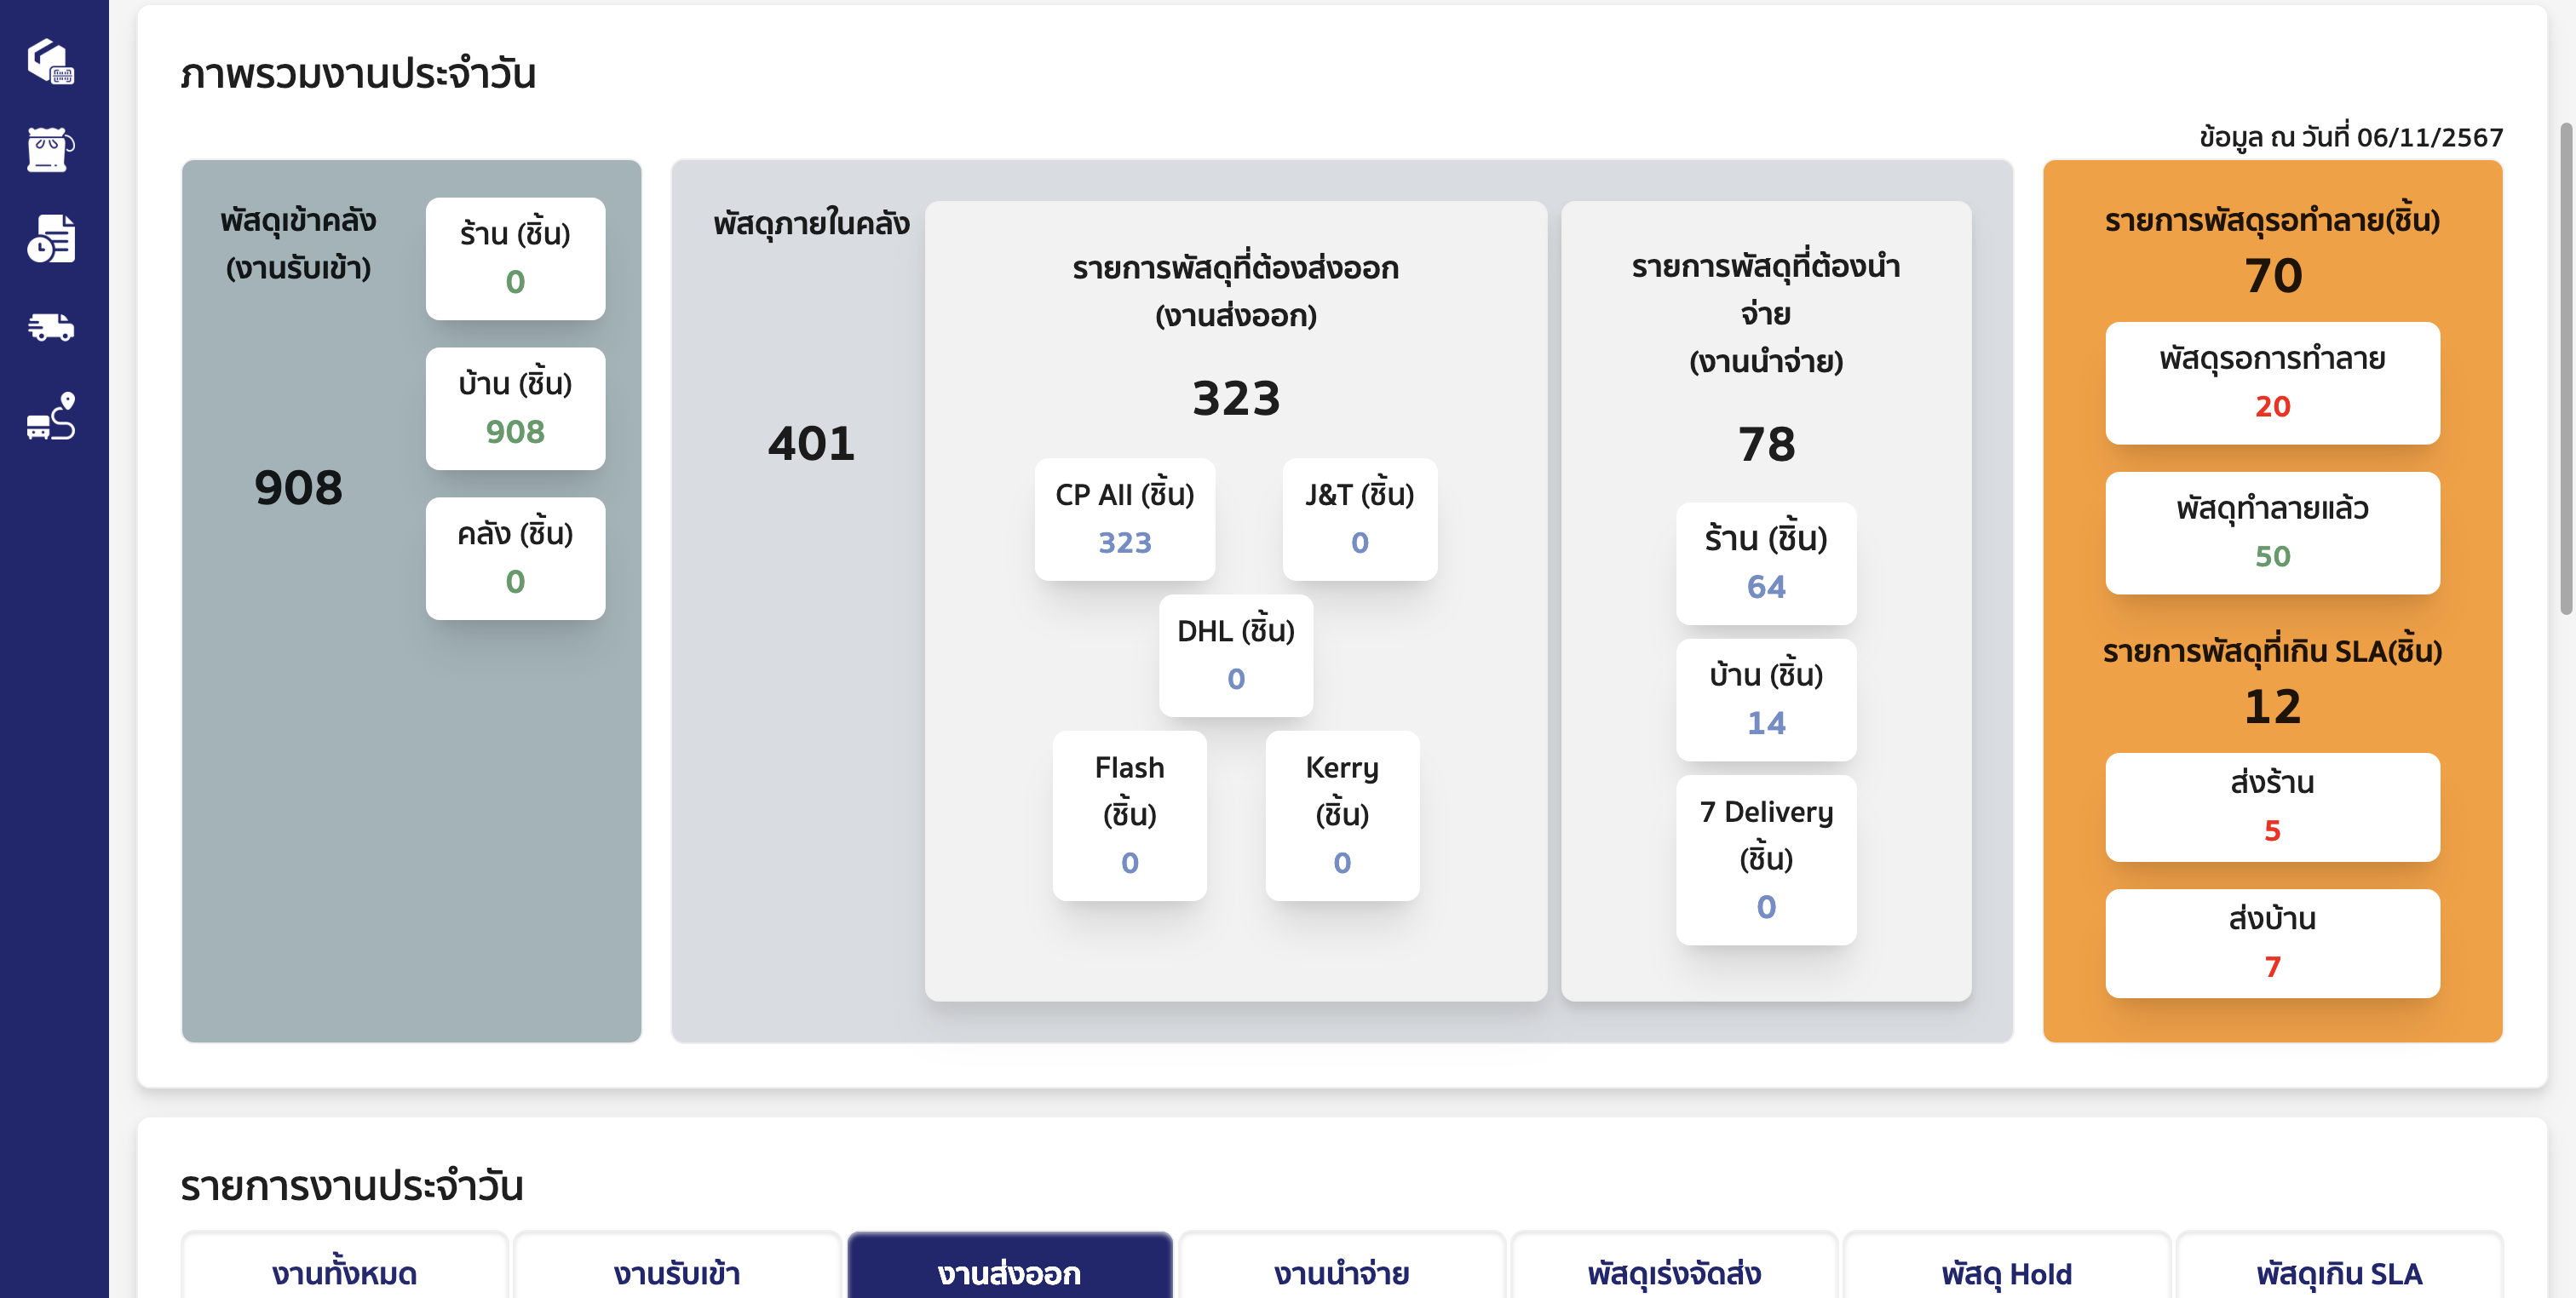 ภาพรวมงานประจำวัน
ข้อมูล ณ วันที่ 06/11/2567
พัสดุเข้าคลัง
(งานรับเข้า)
908
ร้าน (ชิ้น)
0
บ้าน (ชิ้น)
908
คลัง (ชิ้น)
0
พัสดุภายในคลัง
401
รายการพัสดุที่ต้องส่งออก
(งานส่งออก)
323
CP All (ชิ้น)
323
J&T (ชิ้น)
0
DHL (ชิ้น)
0
Flash
(ชิ้น)
0
Kerry
(ชิ้น)
0
รายการพัสดุที่ต้องนำ
จ่าย
(งานนำจ่าย)
78
ร้าน (ชิ้น)
64
บ้าน (ชิ้น)
14
7 Delivery
(ชิ้น)
0
รายการพัสดุรอทำลาย(ชิ้น)
70
พัสดุรอการทำลาย
20
พัสดุทำลายแล้ว
50
รายการพัสดุที่เกิน SLA(ชิ้น)
12
ส่งร้าน
5
ส่งบ้าน
7
รายการงานประจำวัน
งานทั้งหมด
งานรับเข้า
งานส่งออก
งานนำจ่าย
พัสดุเร่งจัดส่ง
พัสดุ Hold
พัสดุเกิน SLA